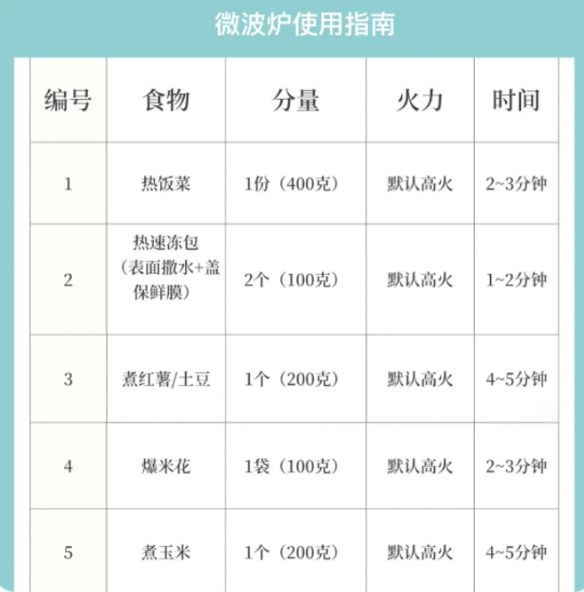 微波炉使用指南
编号 食物 分量 火力 时间
1 热饭菜 1份（400克） 默认高火 2~3分钟
热速冻包
（表面撒水+盖
2 2个（100克） 默认高火 1~2分钟
保鲜膜）
3 煮红薯/土豆 1个（200克） 默认高火 4~5分钟
4 爆米花 1袋（100克） 默认高火 2~3分钟
5 煮玉米 1个（200克） 默认高火 4~5分钟